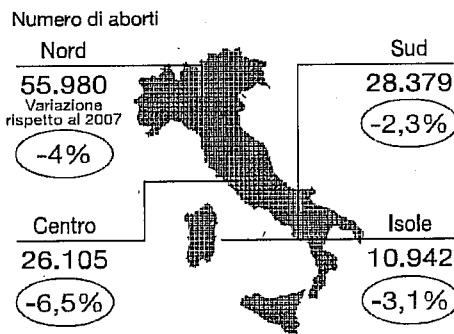 Numero di aborti
Nord
55.980
Variazione
rispetto al 2007
-4%
Sud
28.379
-2,3%
Centro
26.105
-6,5%
Isole
10.942
-3,1%